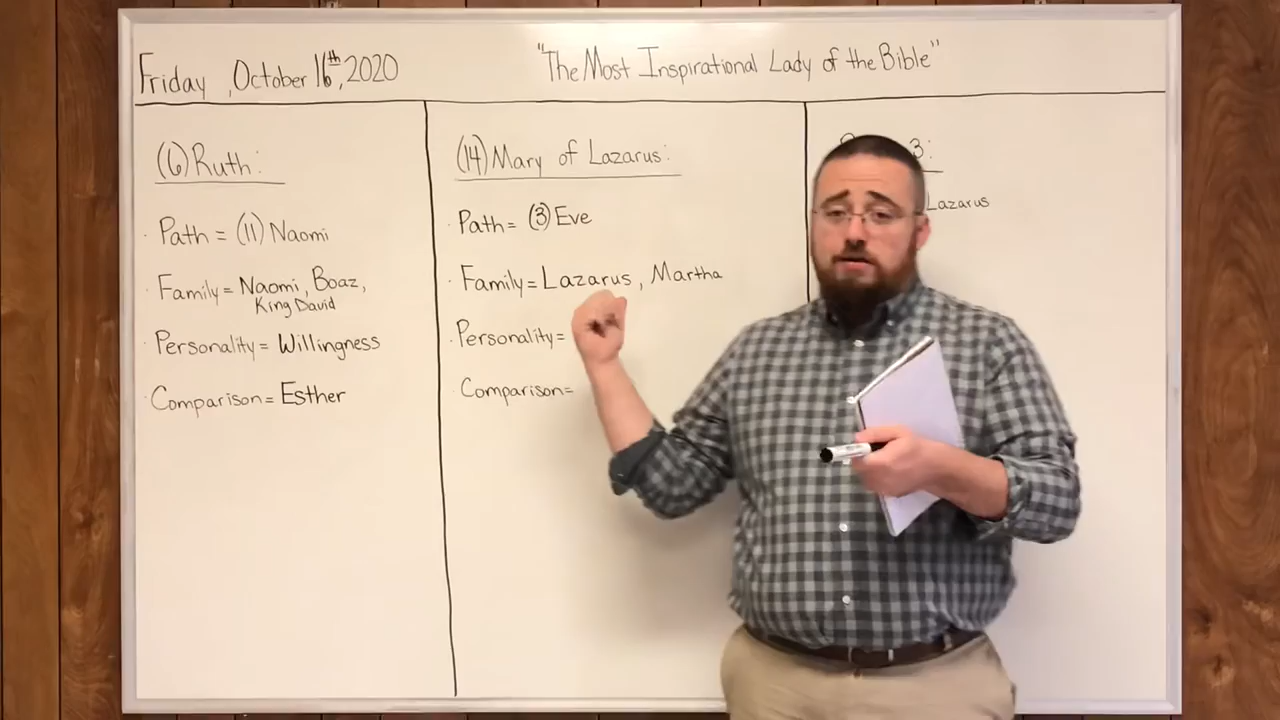 Friday, October 16th, 2020
"The Most Inspirational Lady of the Bible"
(6) Ruth:
· Path = (11) Naomi
· Family = Naomi, Boaz,
King David
· Personality = Willingness
· Comparison = Esther
(14) Mary of Lazarus:
· Path = (3) Eve
· Family = Lazarus, Martha
· Personality =
· Comparison =
3:
Lazarus